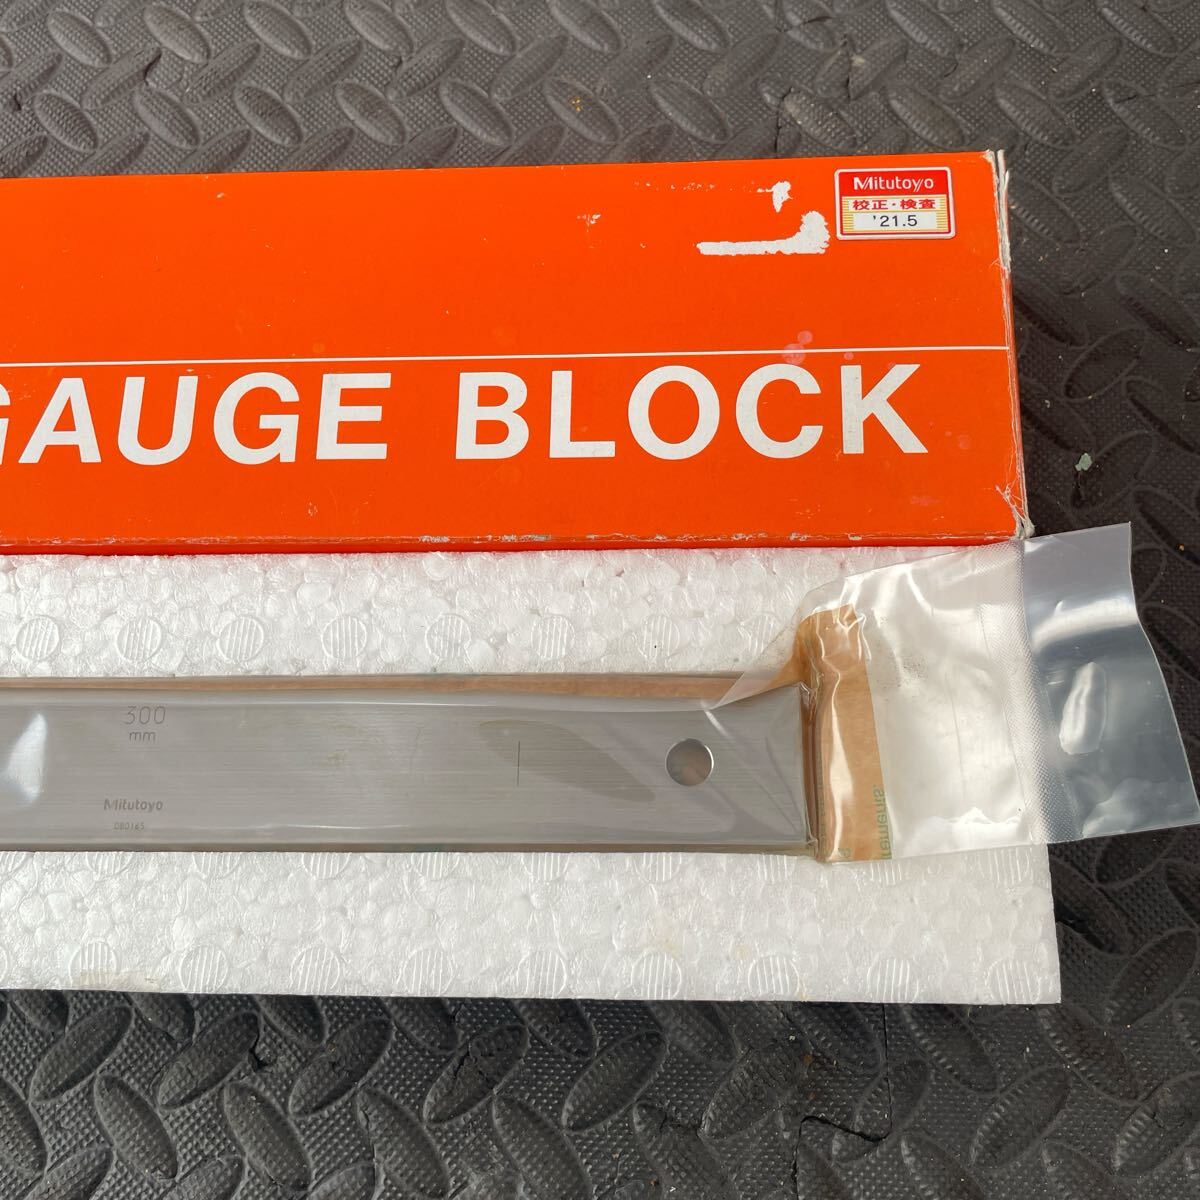 Mitutoyo
校正・検査
'21.5
GAUGE BLOCK
300
mm
Mitutoyo
080165